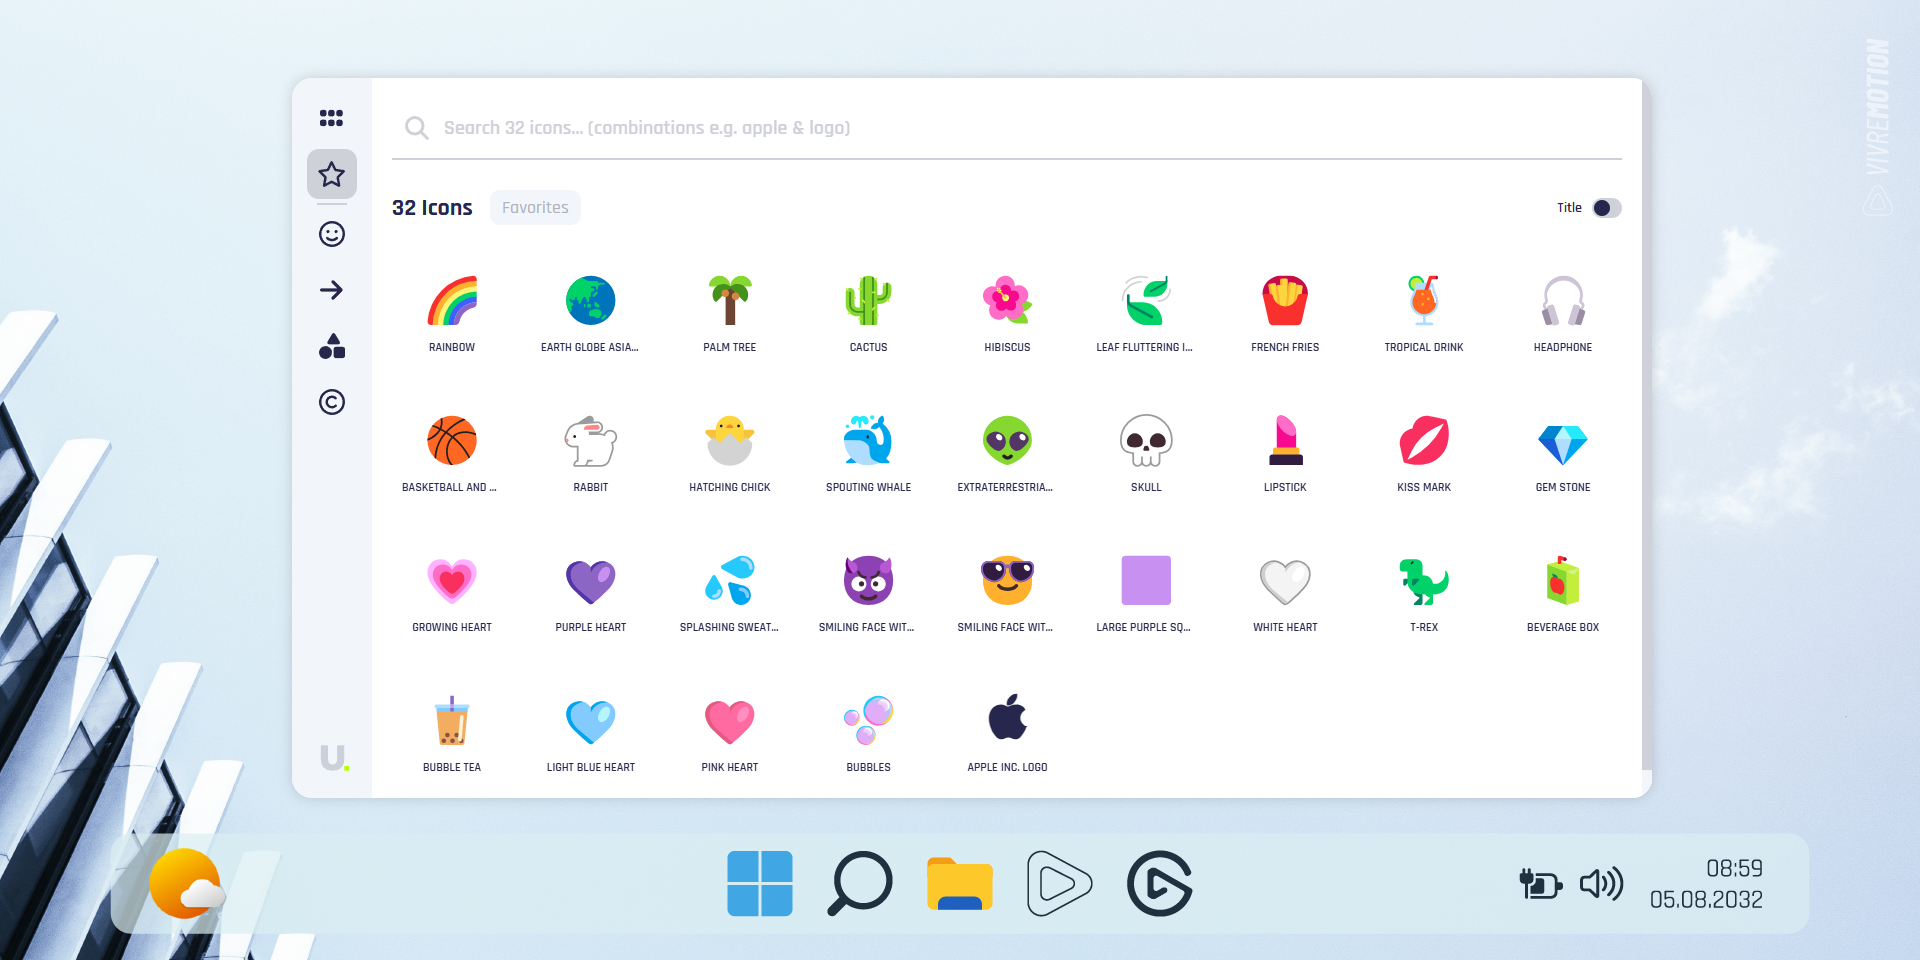 VIVREMOTION
Search 32 icons... (combinations e.g. apple & logo)
32 Icons
Favorites
Title
RAINBOW
EARTH GLOBE ASIA...
PALM TREE
CACTUS
HIBISCUS
LEAF FLUTTERING I...
FRENCH FRIES
TROPICAL DRINK
HEADPHONE
BASKETBALL AND ...
RABBIT
HATCHING CHICK
SPOUTING WHALE
EXTRATERRESTRIA...
SKULL
LIPSTICK
KISS MARK
GEM STONE
GROWING HEART
PURPLE HEART
SPLASHING SWEAT...
SMILING FACE WIT...
SMILING FACE WIT...
LARGE PURPLE SQ...
WHITE HEART
T-REX
BEVERAGE BOX
BUBBLE TEA
LIGHT BLUE HEART
PINK HEART
BUBBLES
APPLE INC. LOGO
U.
08:59
05.08.2032